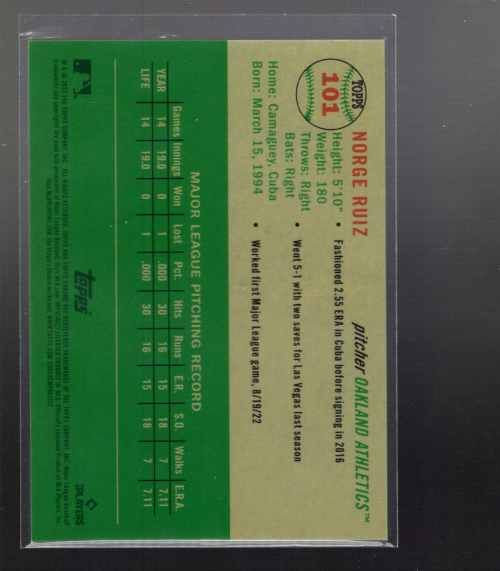 TOPPS
101
NORGE RUIZ
pitcher OAKLAND ATHLETICS™
Height: 5'10"
Weight: 180
Throws: Right
Bats: Right
Home: Camaguey, Cuba
Born: March 15, 1994
• Fashioned 2.55 ERA in Cuba before signing in 2016
• Went 5-1 with two saves for Las Vegas last season
• Worked first Major League game, 8/19/22
MAJOR LEAGUE PITCHING RECORD
YEAR Games Innings Won Lost Pct. Hits Runs E.R. S.O. Walks E.R.A.
14 19.0 0 1 .000 30 16 15 18 7 7.11
LIFE 14 19.0 0 1 .000 30 16 15 18 7 7.11
topps
PLAYERS